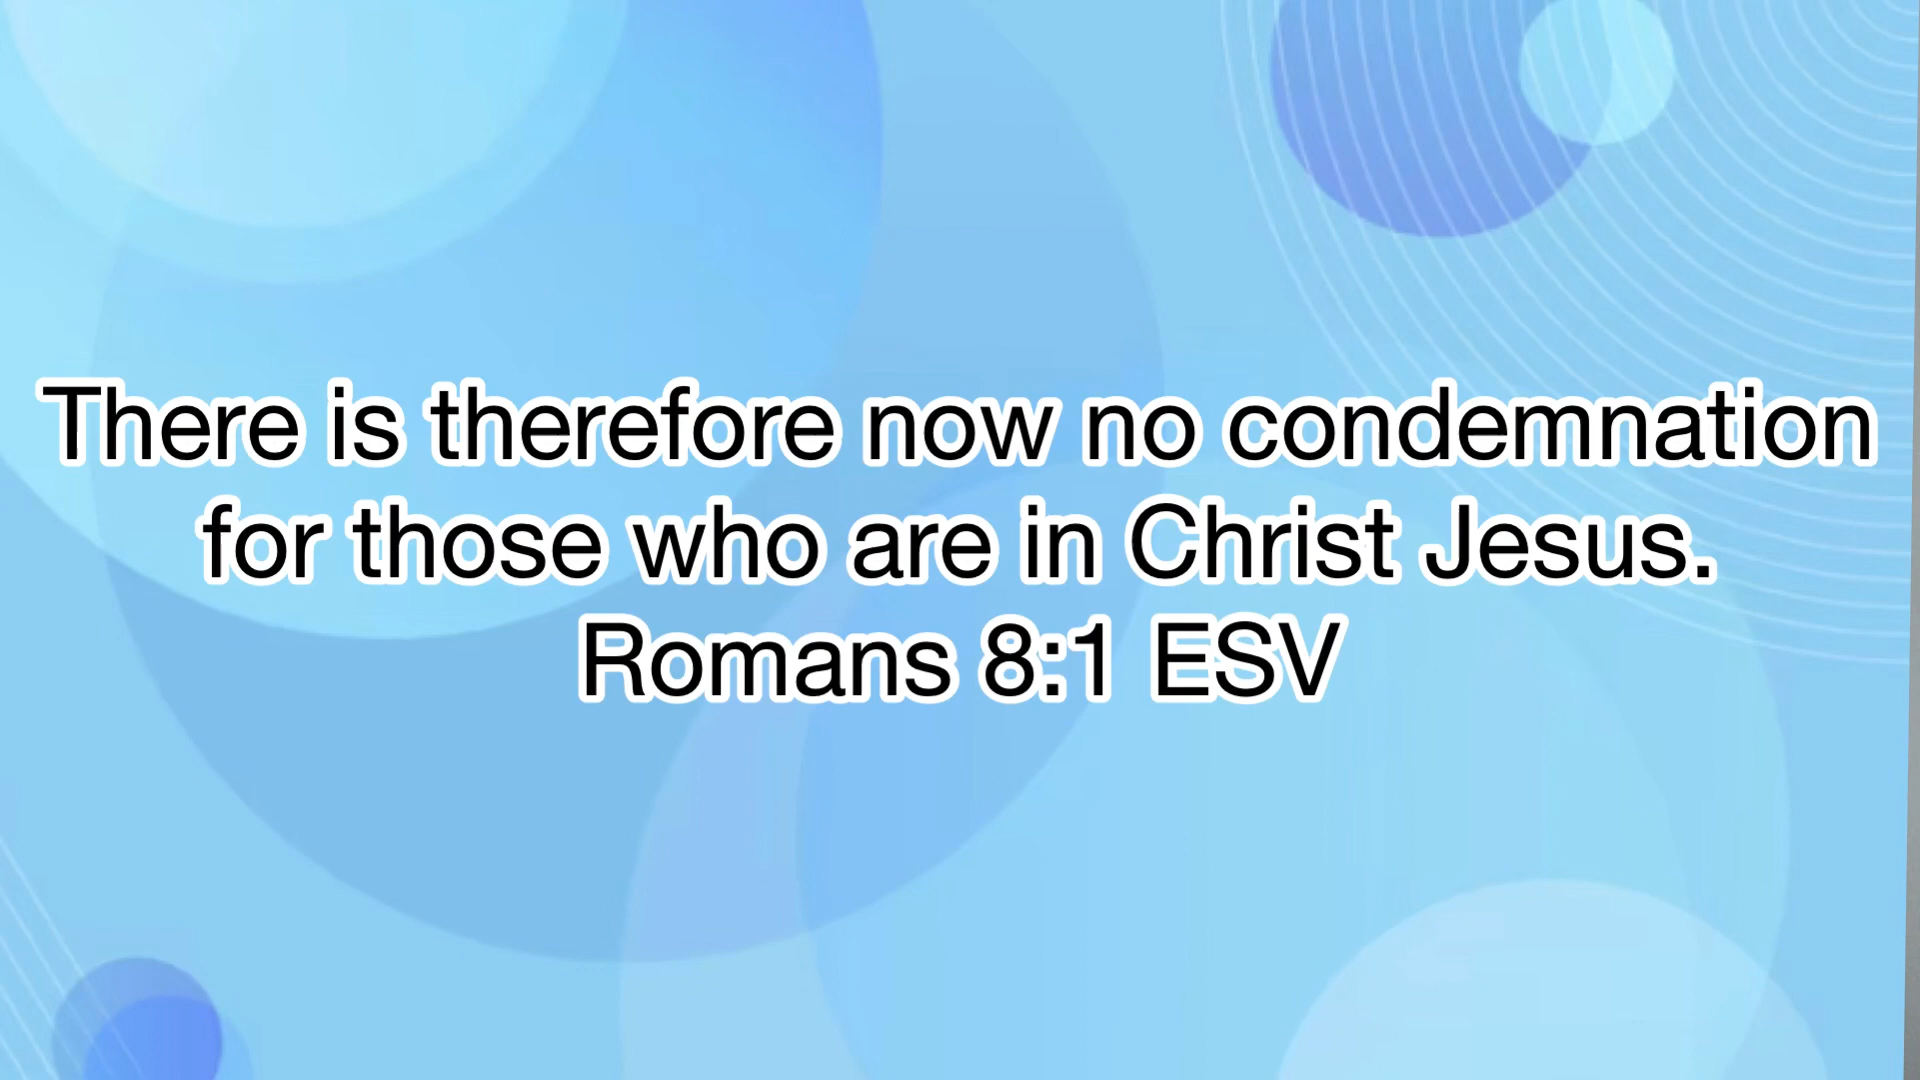 There is therefore now no condemnation
for those who are in Christ Jesus.
Romans 8:1 ESV